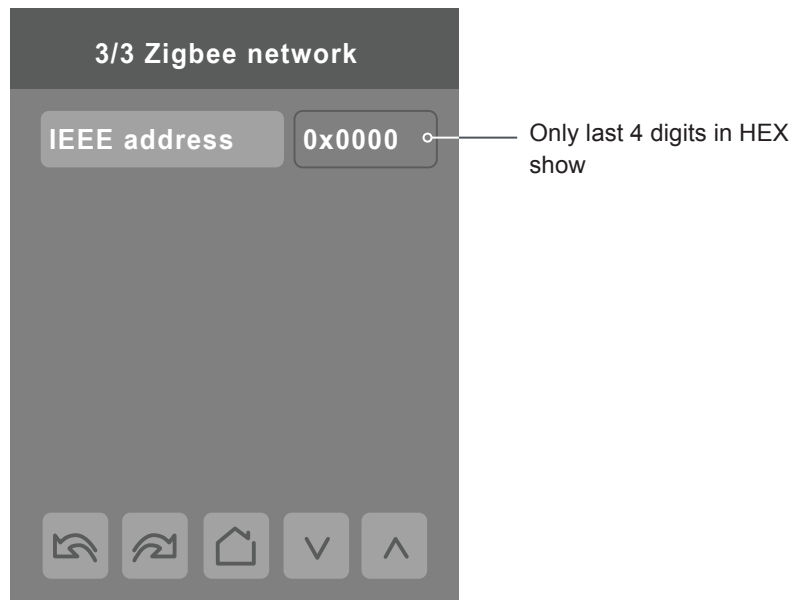 3/3 Zigbee network
IEEE address 0x0000
Only last 4 digits in HEX
show